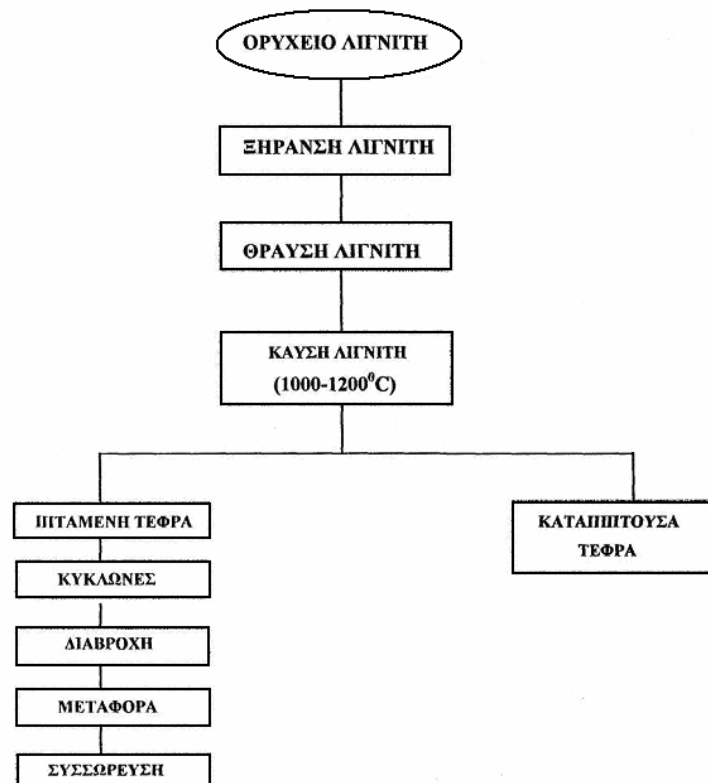 ΟΡΥΧΕΙΟ ΛΙΓΝΙΤΗ
ΞΗΡΑΝΣΗ ΛΙΓΝΙΤΗ
ΘΡΑΥΣΗ ΛΙΓΝΙΤΗ
ΚΑΥΣΗ ΛΙΓΝΙΤΗ
(1000-1200⁰C)
ΙΠΤΑΜΕΝΗ ΤΕΦΡΑ
ΚΑΤΑΠΙΠΤΟΥΣΑ
ΤΕΦΡΑ
ΚΥΚΛΩΝΕΣ
ΔΙΑΒΡΟΧΗ
ΜΕΤΑΦΟΡΑ
ΣΥΣΣΩΡΕΥΣΗ